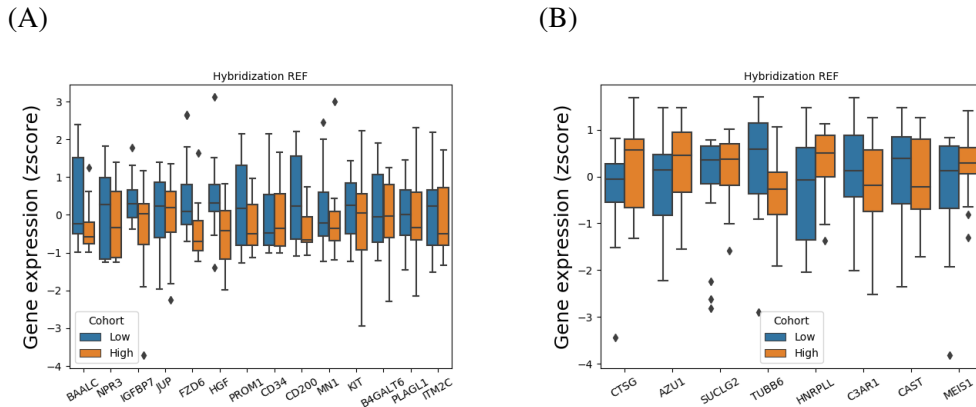 (A)
Hybridization REF
Gene expression (zscore)
3
2
1
0
−1
−2
−3
−4
Cohort
Low
High
BAALC
NPR3
IGFBP7
JUP
FZD6
HGF
PROM1
CD34
CD200
MN1
KIT
B4GALT6
PLAGL1
ITM2C
(B)
Hybridization REF
Gene expression (zscore)
1
0
−1
−2
−3
−4
Cohort
Low
High
CTSG
AZU1
SUCLG2
TUBB6
HNRPLL
C3AR1
CAST
MEIS1